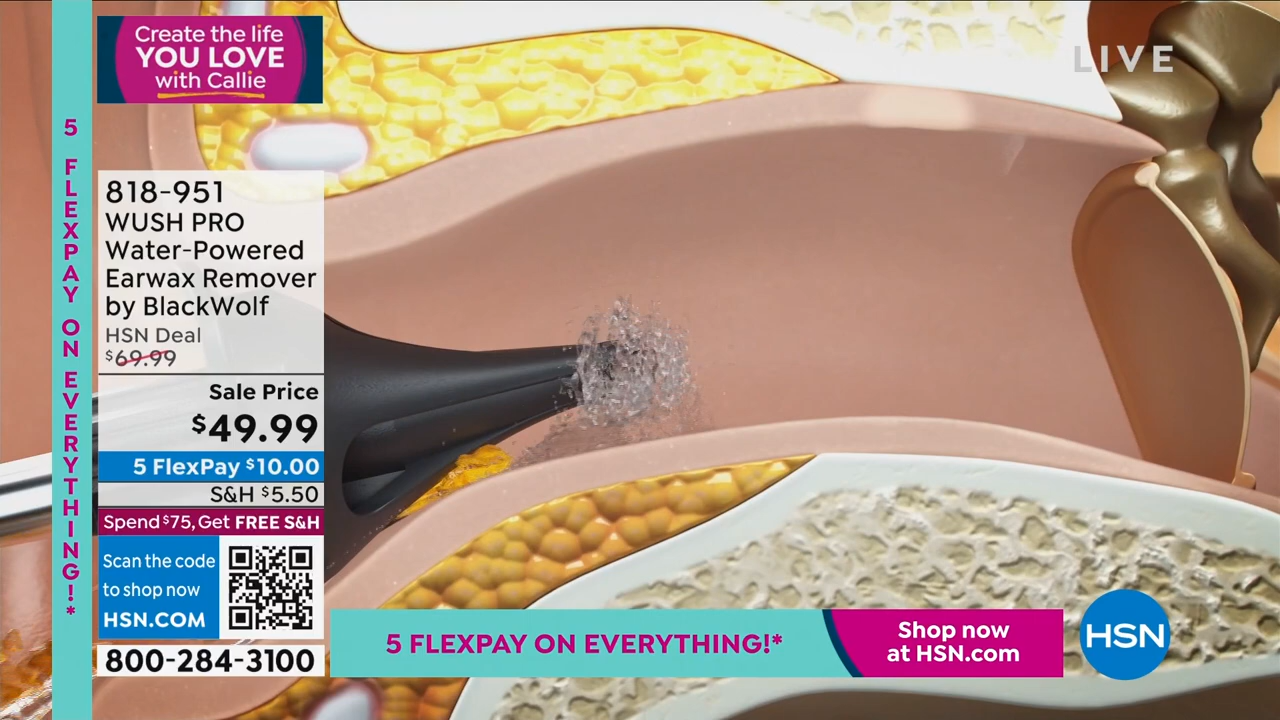 Create the life
YOU LOVE
with Callie
LIVE
5 FLEXPAY ON EVERYTHING!*
818-951
WUSH PRO
Water-Powered
Earwax Remover
by BlackWolf
HSN Deal
$69.99
Sale Price
$49.99
5 FlexPay $10.00
S&H $5.50
Spend $75, Get FREE S&H
Scan the code
to shop now
HSN.COM
800-284-3100
5 FLEXPAY ON EVERYTHING!*
Shop now
at HSN.com
HSN